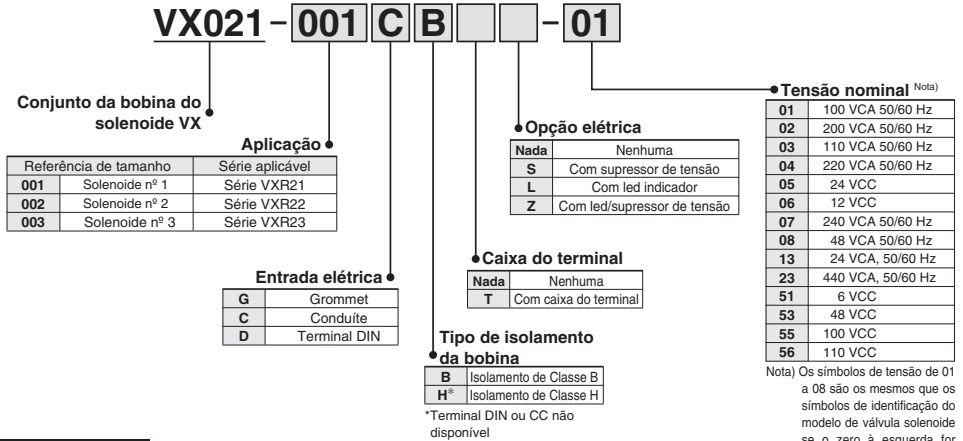 VX021-001CB-01
Conjunto da bobina do
solenoide VX
Aplicação
Referência de tamanho Série aplicável
001 Solenoide nº 1 Série VXR21
002 Solenoide nº 2 Série VXR22
003 Solenoide nº 3 Série VXR23
Entrada elétrica
G Grommet
C Conduíte
D Terminal DIN
Tipo de isolamento
da bobina
B Isolamento de Classe B
H* Isolamento de Classe H
*Terminal DIN ou CC não
disponível
Caixa do terminal
Nada Nenhuma
T Com caixa do terminal
Opção elétrica
Nada Nenhuma
S Com supressor de tensão
L Com led indicador
Z Com led/supressor de tensão
Tensão nominal Nota)
01 100 VCA 50/60 Hz
02 200 VCA 50/60 Hz
03 110 VCA 50/60 Hz
04 220 VCA 50/60 Hz
05 24 VCC
06 12 VCC
07 240 VCA 50/60 Hz
08 48 VCA 50/60 Hz
13 24 VCA, 50/60 Hz
23 440 VCA, 50/60 Hz
51 6 VCC
53 48 VCC
55 100 VCC
56 110 VCC
Nota) Os símbolos de tensão de 01
a 08 são os mesmos que os
símbolos de identificação do
modelo de válvula solenoide
se o zero à esquerda for